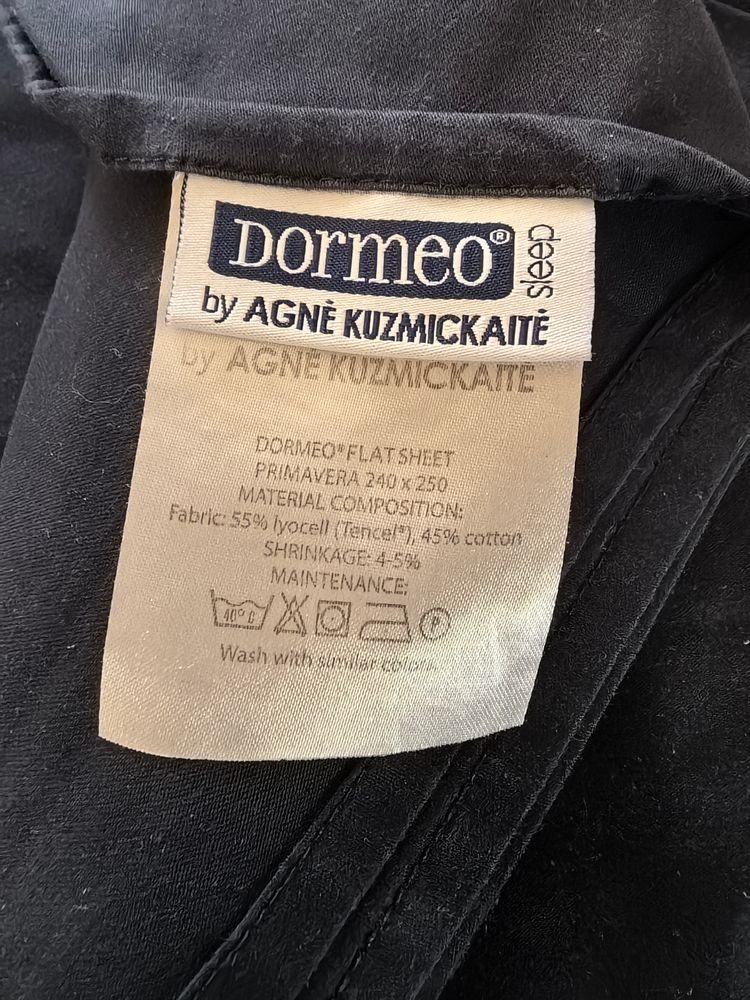 Dormeo®
sleep
by AGNĖ KUZMICKAITĖ
by AGNĖ KUZMICKAITĖ
DORMEO® FLAT SHEET
PRIMAVERA 240 x 250
MATERIAL COMPOSITION:
Fabric: 55% lyocell (Tencel®), 45% cotton
SHRINKAGE: 4-5%
MAINTENANCE:
40° C P
Wash with similar colors.